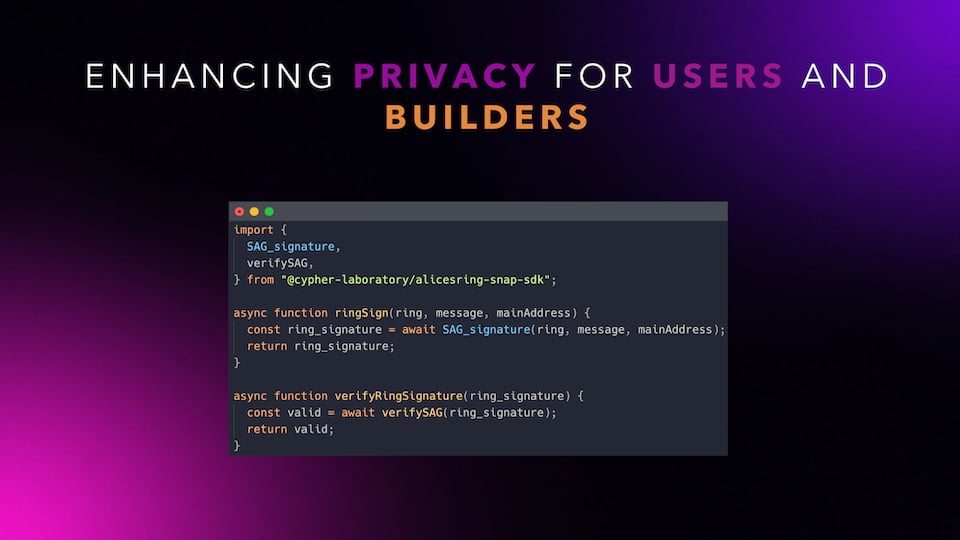 ENHANCING PRIVACY FOR USERS AND
BUILDERS
import {
  SAG_signature,
  verifySAG,
} from "@cypher-laboratory/alicesring-snap-sdk";

async function ringSign(ring, message, mainAddress) {
  const ring_signature = await SAG_signature(ring, message, mainAddress);
  return ring_signature;
}

async function verifyRingSignature(ring_signature) {
  const valid = await verifySAG(ring_signature);
  return valid;
}